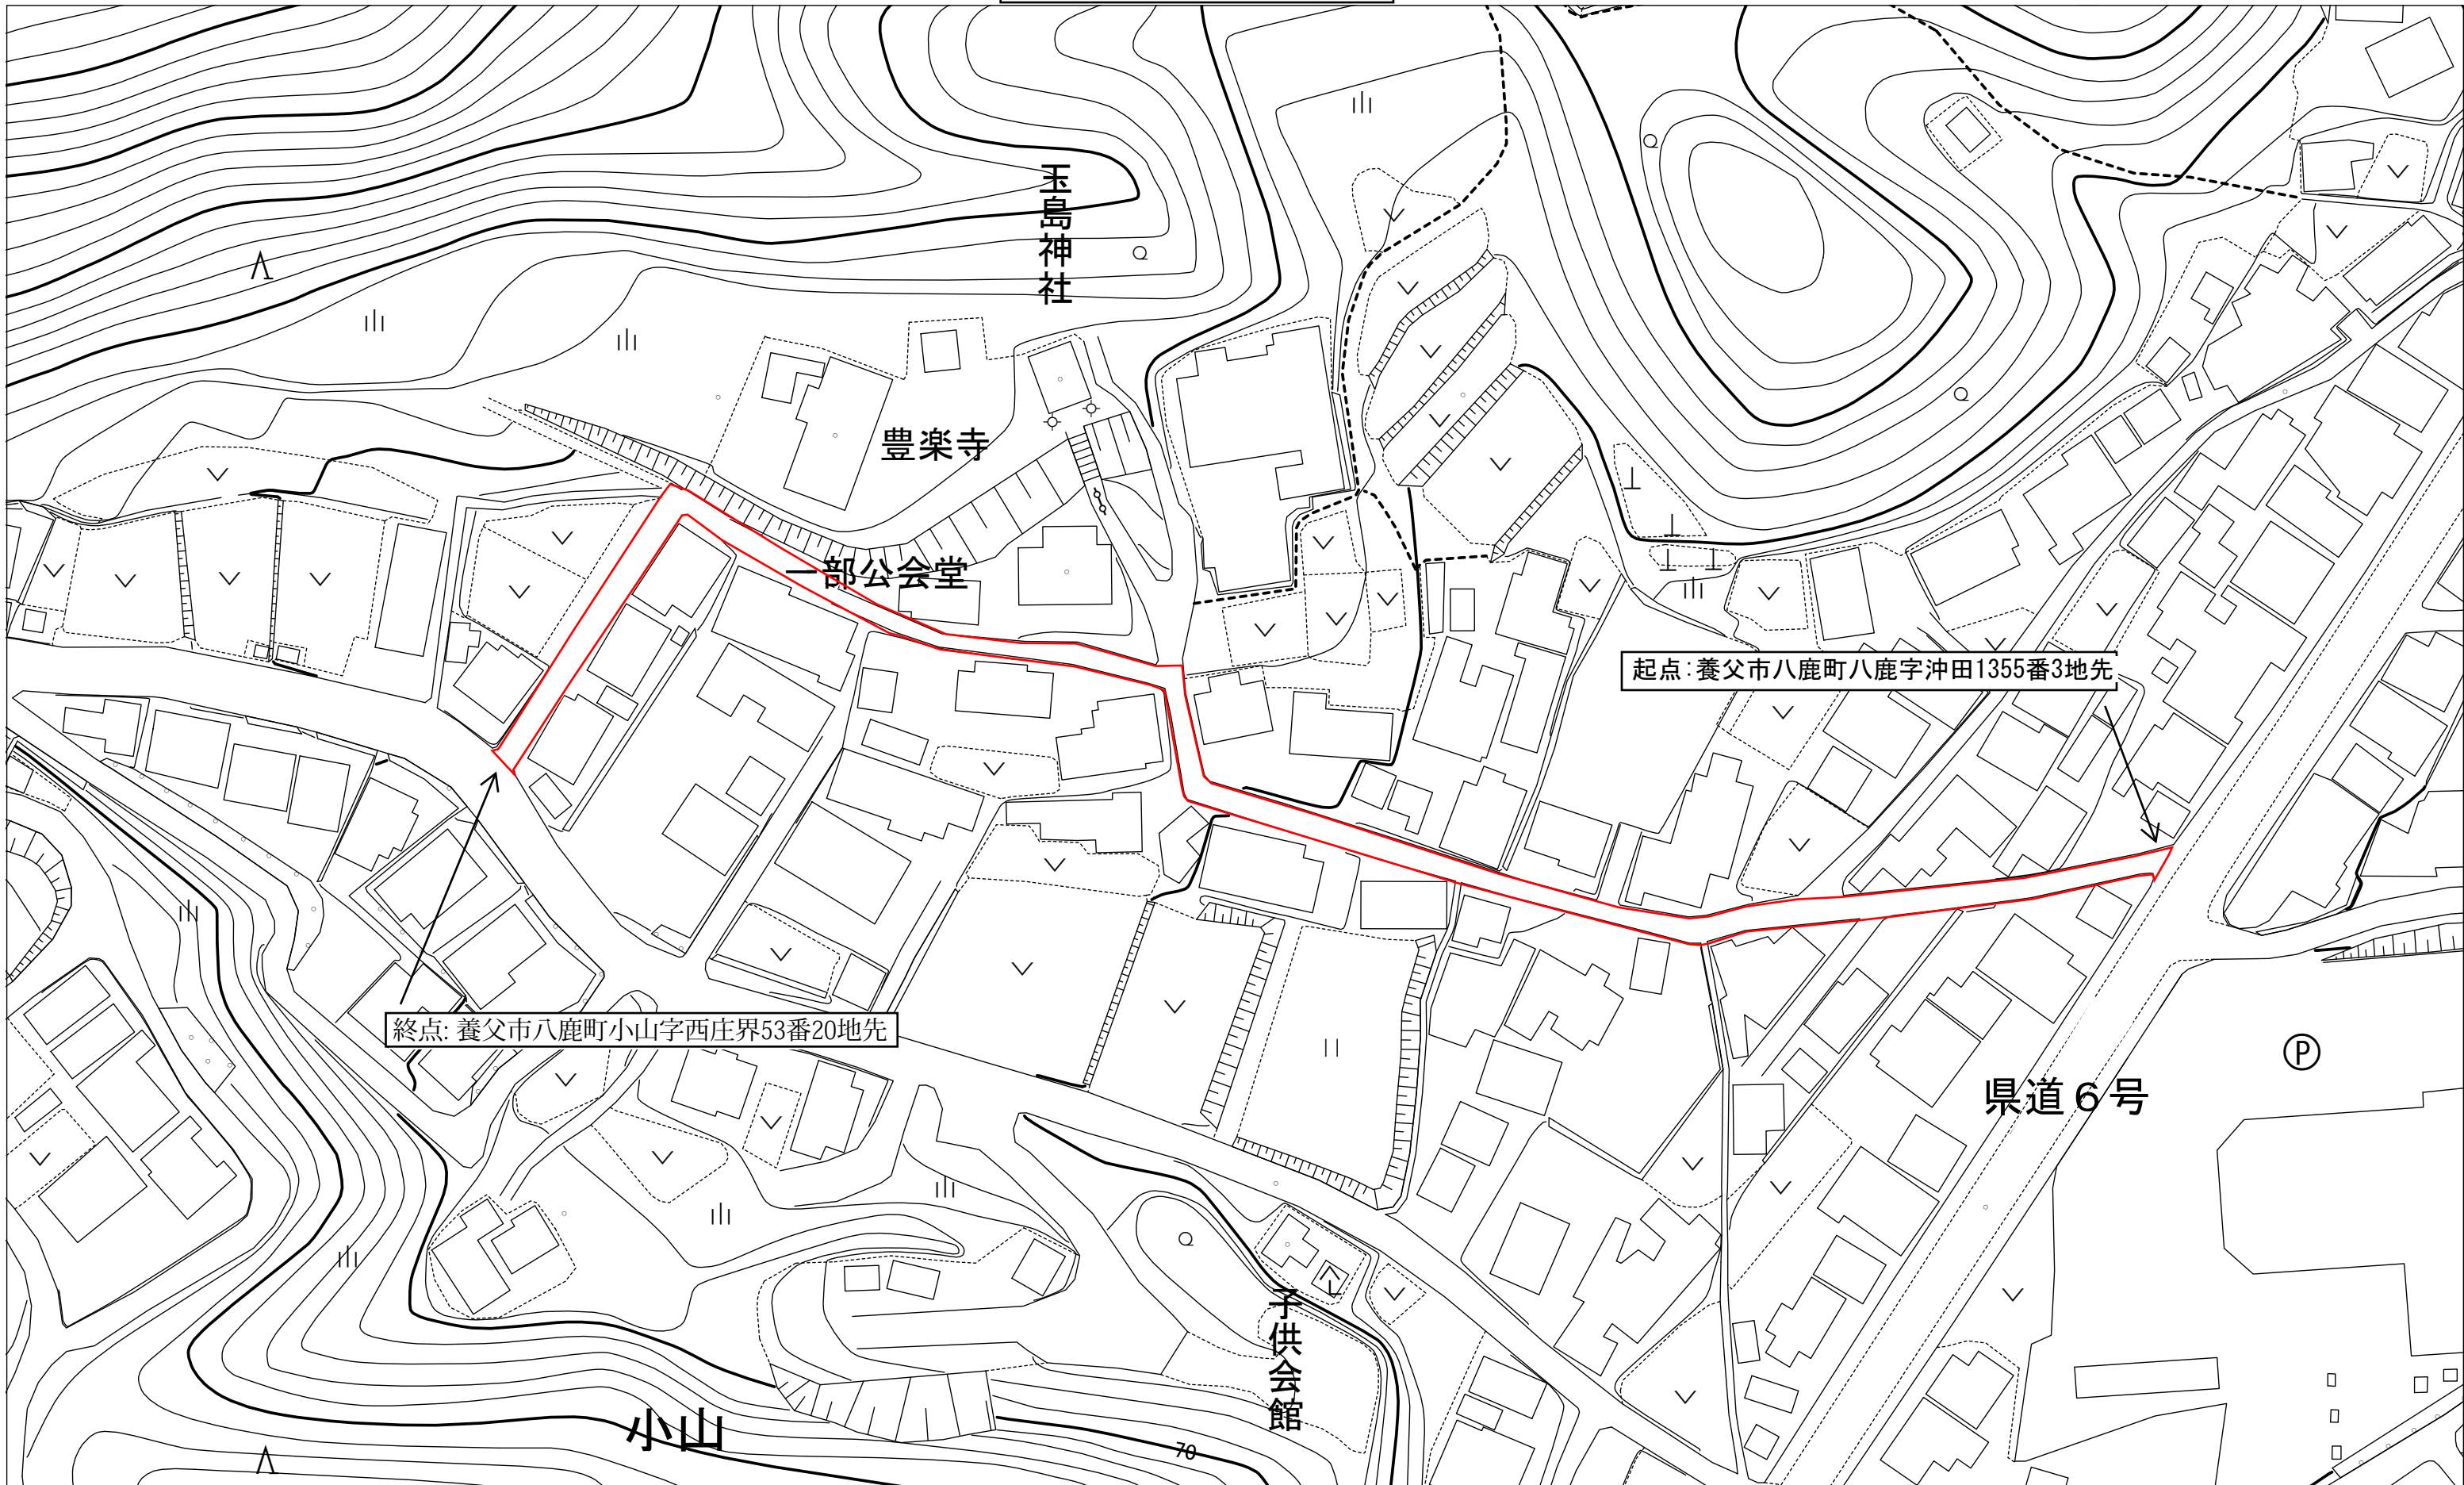 玉島神社
豊楽寺
一部公会堂
起点:養父市八鹿町八鹿字沖田1355番3地先
終点:養父市八鹿町小山字西庄界53番20地先
県道6号
P
子供会館
小山
70